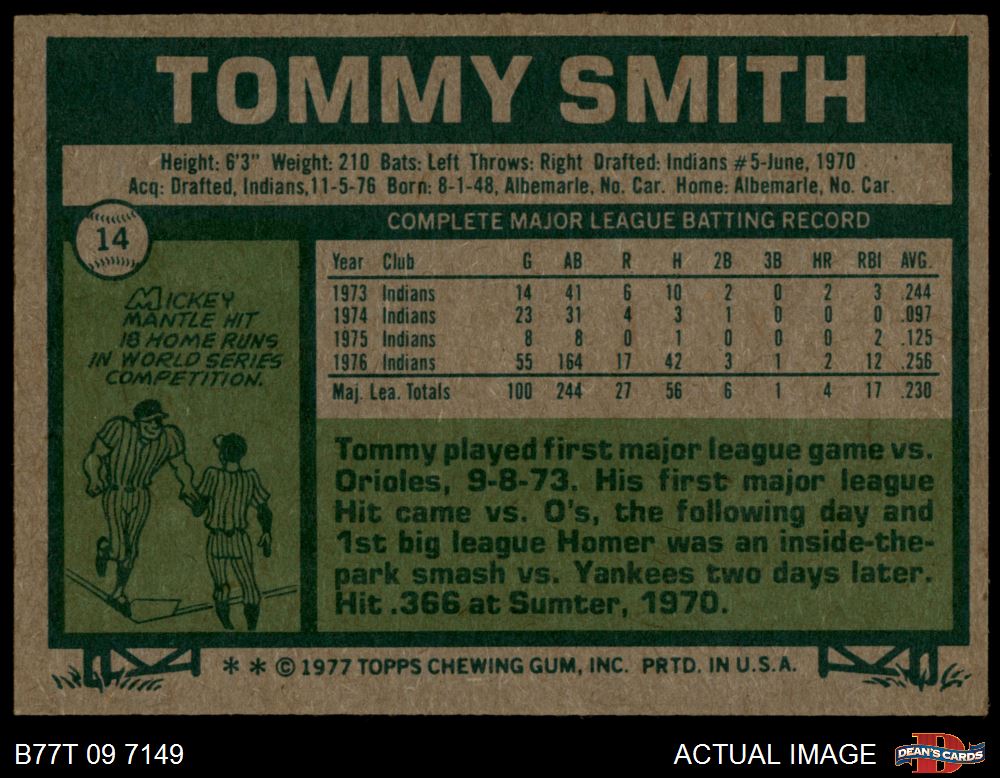 TOMMY SMITH
Height: 6'3" Weight: 210 Bats: Left Throws: Right Drafted: Indians #5-June, 1970
Acq: Drafted, Indians,11-5-76 Born: 8-1-48, Albemarle, No. Car. Home: Albemarle, No. Car.
14
COMPLETE MAJOR LEAGUE BATTING RECORD
Year Club G AB R H 2B 3B HR RBI AVG.
1973 Indians 14 41 6 10 2 0 2 3 .244
1974 Indians 23 31 4 3 1 0 0 0 .097
1975 Indians 8 8 0 1 0 0 0 2 .125
1976 Indians 55 164 17 42 3 1 2 12 .256
Maj. Lea. Totals 100 244 27 56 6 1 4 17 .230
MICKEY
MANTLE HIT
18 HOME RUNS
IN WORLD SERIES
COMPETITION.
Tommy played first major league game vs.
Orioles, 9-8-73. His first major league
Hit came vs. O's, the following day and
1st big league Homer was an inside-the-
park smash vs. Yankees two days later.
Hit .366 at Sumter, 1970.
* * © 1977 TOPPS CHEWING GUM, INC. PRTD. IN U.S.A.
B77T 09 7149
ACTUAL IMAGE
DEAN'S CARDS